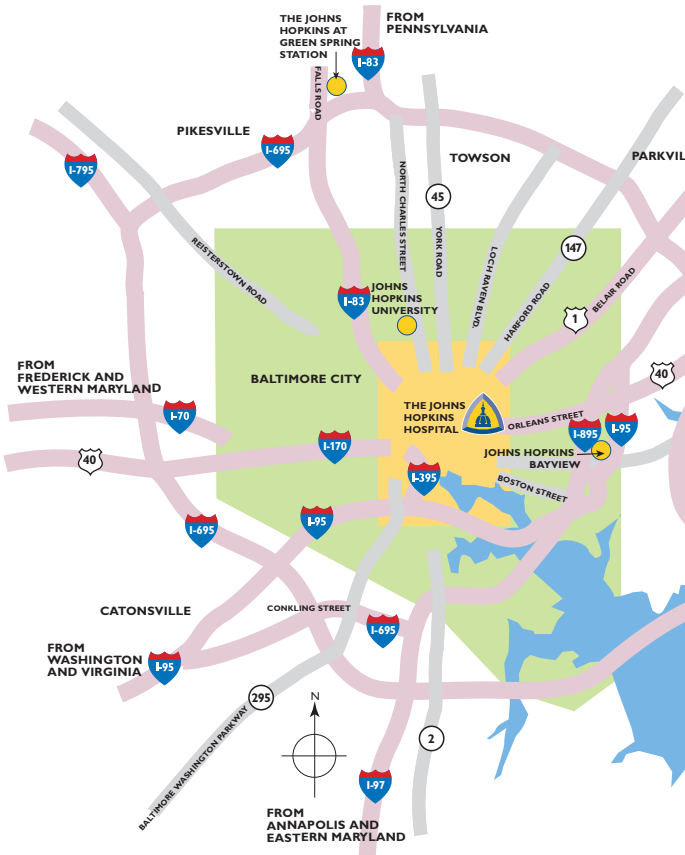 THE JOHNS
HOPKINS AT
GREEN SPRING
STATION
FROM
PENNSYLVANIA
I-83
FALLS ROAD
PIKESVILLE
I-695
I-795
TOWSON
PARKVIL
NORTH CHARLES STREET
45
YORK ROAD
LOCH RAVEN BLVD.
147
HARFORD ROAD
BELAIR ROAD
1
REISTERSTOWN ROAD
I-83
JOHNS
HOPKINS
UNIVERSITY
FROM
FREDERICK AND
WESTERN MARYLAND
BALTIMORE CITY
40
I-70
THE JOHNS
HOPKINS
HOSPITAL
ORLEANS STREET
I-895
I-95
I-170
40
JOHNS HOPKINS
BAYVIEW
I-395
BOSTON STREET
I-695
I-95
CATONSVILLE
CONKLING STREET
I-695
FROM
WASHINGTON
AND VIRGINIA
I-95
295
BALTIMORE WASHINGTON PARKWAY
N
2
I-97
FROM
ANNAPOLIS AND
EASTERN MARYLAND